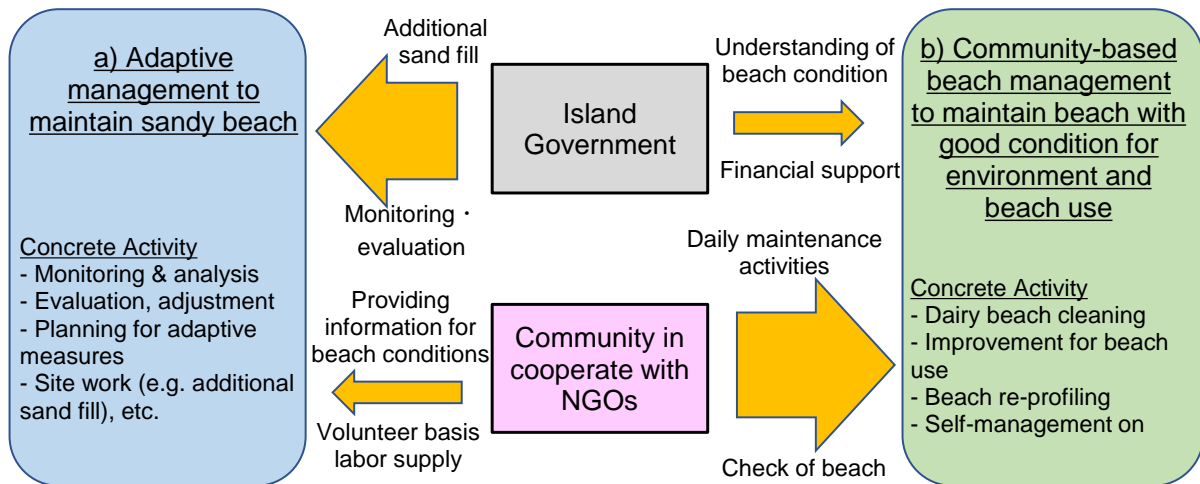 a) Adaptive
management to
maintain sandy beach
Concrete Activity
- Monitoring & analysis
- Evaluation, adjustment
- Planning for adaptive
measures
- Site work (e.g. additional
sand fill), etc.
Additional
sand fill
Monitoring・
evaluation
Providing
information for
beach conditions
Volunteer basis
labor supply
Island
Government
Community in
cooperate with
NGOs
Understanding of
beach condition
Financial support
Daily maintenance
activities
Check of beach
b) Community-based
beach management
to maintain beach with
good condition for
environment and
beach use
Concrete Activity
- Dairy beach cleaning
- Improvement for beach
use
- Beach re-profiling
- Self-management on